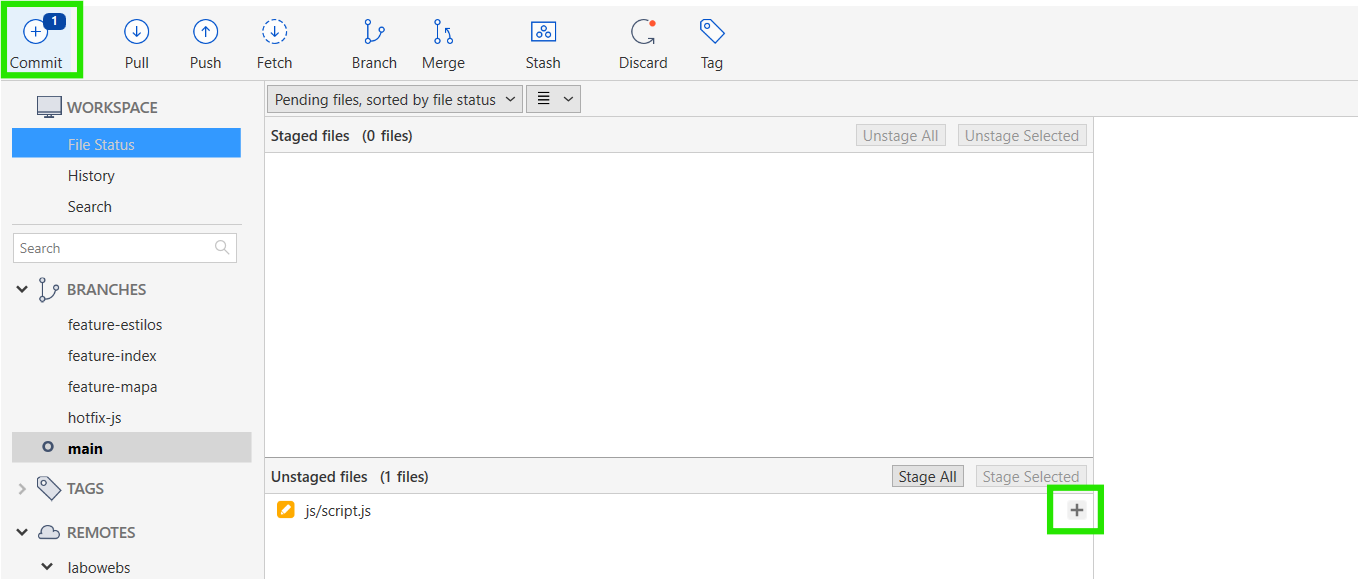 1
Commit Pull Push Fetch Branch Merge Stash Discard Tag
WORKSPACE
File Status
History
Search
Search
BRANCHES
feature-estilos
feature-index
feature-mapa
hotfix-js
main
TAGS
REMOTES
labowebs
Pending files, sorted by file status
Staged files (0 files) Unstage All Unstage Selected
Unstaged files (1 files) Stage All Stage Selected
js/script.js